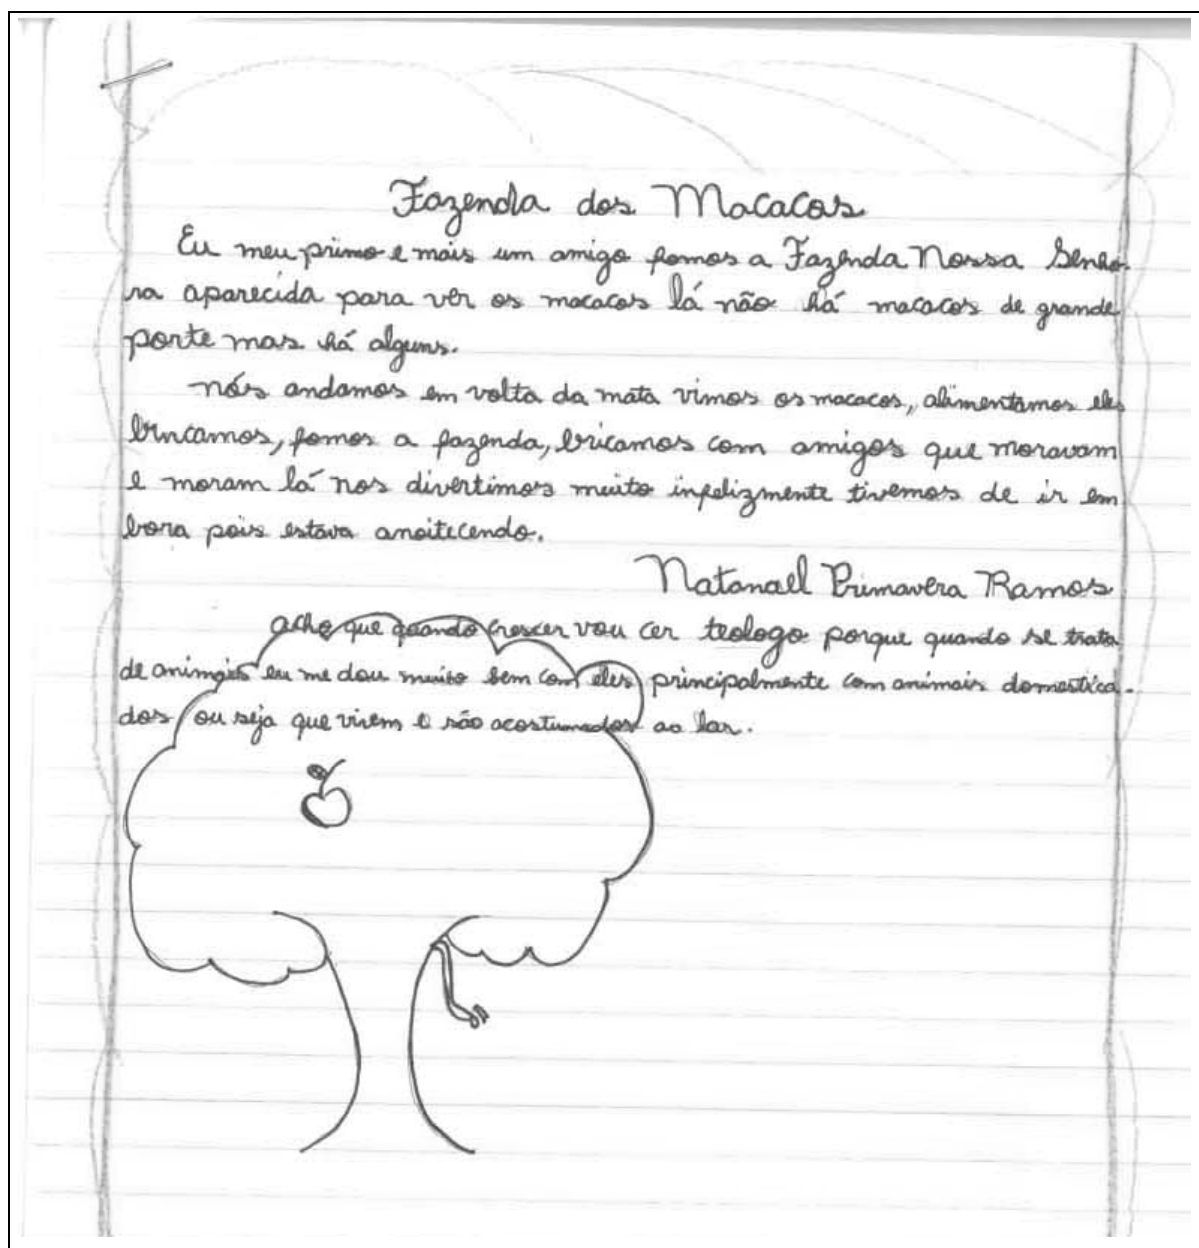 Fazenda dos Macacos
Eu meu primo e mais um amigo fomos a Fazenda Nossa Senho-
ra aparecida para ver os macacos lá não há macacos de grande
porte mas há alguns.
nós andamos em volta da mata vimos os macacos, alimentamos eles
brincamos, fomos a fazenda, bricamos com amigos que moravam
e moram lá nos divertimos muito infelizmente tivemos de ir em
bora pois estava anoitecendo.
Natanael Primavera Ramos
acho que quando crescer vou cer teologo porque quando se trata
de animais eu me dou muito bem com eles principalmente com animais domestica-
dos ou seja que vivem e são acostumados ao lar.